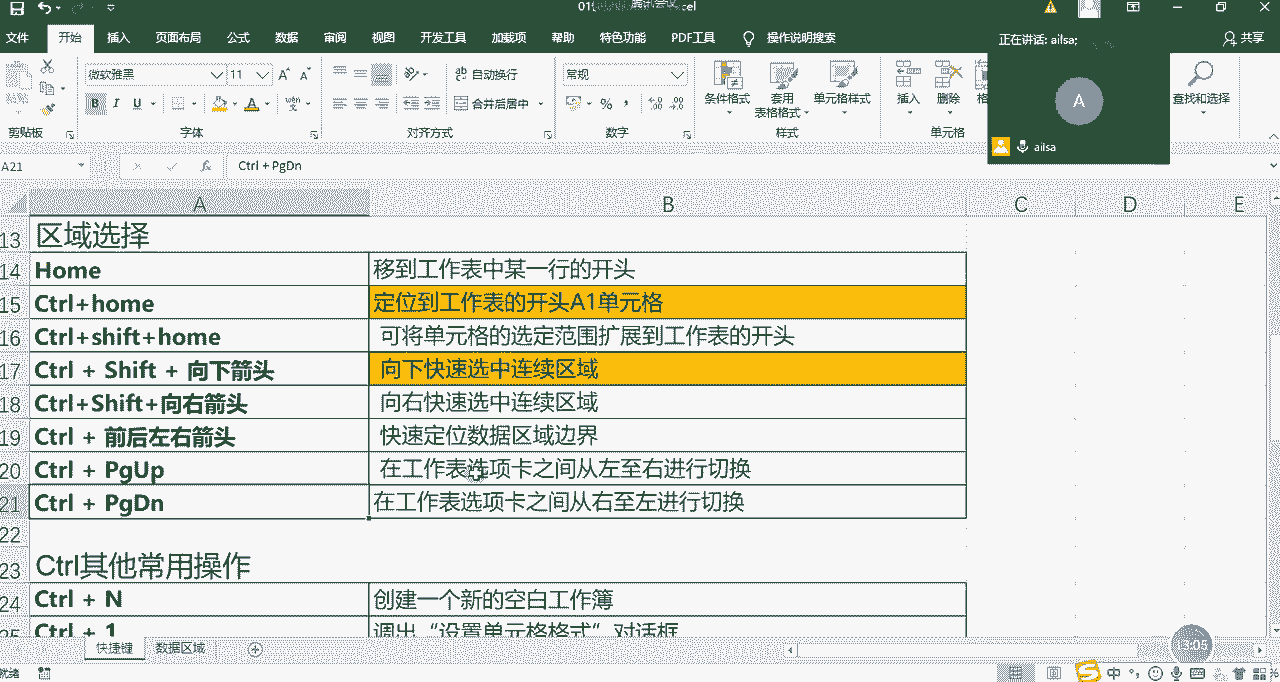 文件 开始 插入 页面布局 公式 数据 审阅 视图 开发工具 加载项 帮助 特色功能 PDF工具 操作说明搜索 共享
正在讲话: ailsa;
A
ailsa
微软雅黑 11 自动换行 常规
B I U A 合并后居中 % 条件格式 套用 表格格式 单元格样式 插入 删除 查找和选择
剪贴板 字体 对齐方式 数字 样式 单元格
A21 fx Ctrl + PgDn
A B C D E
13 区域选择
14 Home 移到工作表中某一行的开头
15 Ctrl+home 定位到工作表的开头A1单元格
16 Ctrl+shift+home 可将单元格的选定范围扩展到工作表的开头
17 Ctrl + Shift + 向下箭头 向下快速选中连续区域
18 Ctrl+Shift+向右箭头 向右快速选中连续区域
19 Ctrl + 前后左右箭头 快速定位数据区域边界
20 Ctrl + PgUp 在工作表选项卡之间从左至右进行切换
21 Ctrl + PgDn 在工作表选项卡之间从右至左进行切换
22
23 Ctrl其他常用操作
24 Ctrl + N 创建一个新的空白工作簿
25 Ctrl + 1 调出“设置单元格格式”对话框
快捷键 数据区域
13:05
就绪 中